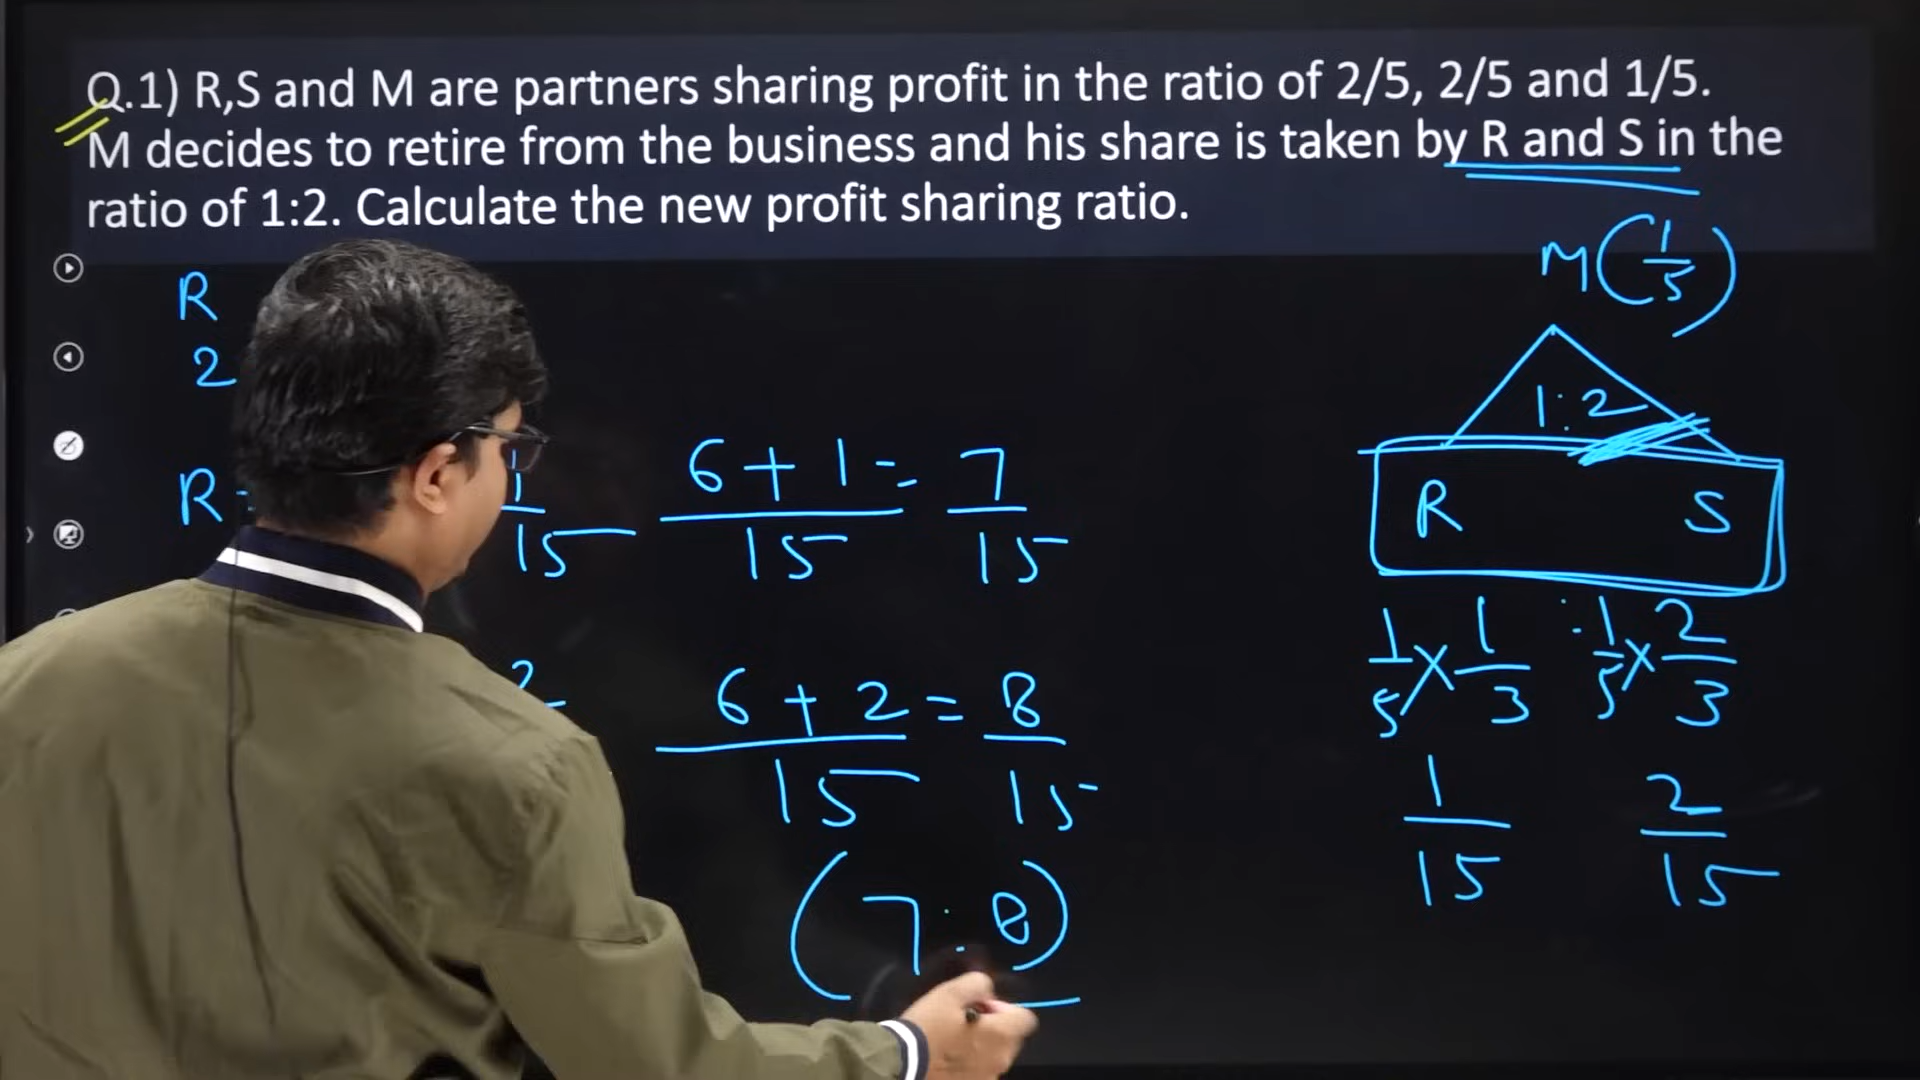 Q.1) R,S and M are partners sharing profit in the ratio of 2/5, 2/5 and 1/5.
M decides to retire from the business and his share is taken by R and S in the
ratio of 1:2. Calculate the new profit sharing ratio.
M (1/5)
R
2
1:2
R S
R = 1/15 6+1/15 = 7/15
1/5 × 1/3 : 1/5 × 2/3
2 6+2/15 = 8/15
1/15 2/15
(7:8)